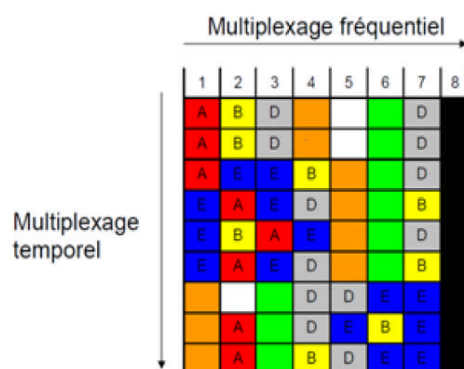 Multiplexage fréquentiel
1 2 3 4 5 6 7 8
A B D D
A B D D
A E E B D
E A E D B
Multiplexage
temporel
E B A E D
E A E D B
D D E E
A D E B E
A B D E E